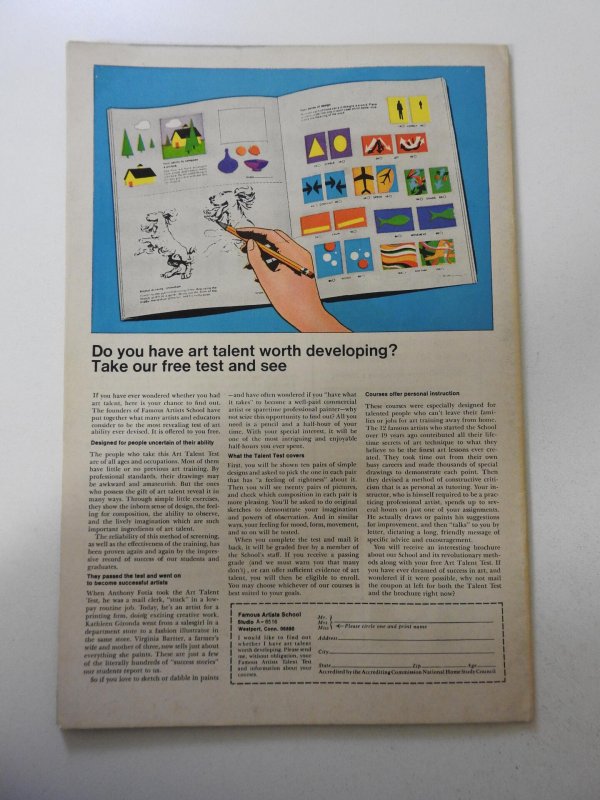 Do you have art talent worth developing?
Take our free test and see
If you have ever wondered whether you had
art talent, here is your chance to find out.
The founders of Famous Artists School have
put together what many artists and educators
consider to be the most revealing test of art
ability ever devised. It is offered to you free.
Designed for people uncertain of their ability
The people who take this Art Talent Test
are of all ages and occupations. Most of them
have little or no previous art training. By
professional standards, their drawings may
be awkward and amateurish. But the ones
who possess the gift of art talent reveal it in
many ways. Through simple little exercises,
they show the inborn sense of design, the feel-
ing for composition, the ability to observe,
and the lively imagination which are such
important ingredients of art talent.
The reliability of this method of screening,
as well as the effectiveness of the training, has
been proven again and again by the impres-
sive record of success of our students and
graduates.
They passed the test and went on
to become successful artists
When Anthony Fotia took the Art Talent
Test, he was a mail clerk, "stuck" in a low-
pay routine job. Today, he's an artist for a
printing firm, doing exciting creative work.
Kathleen Gironda went from a salesgirl in a
department store to a fashion illustrator in
the same store. Virginia Bartter, a farmer's
wife and mother of three, now sells just about
everything she paints. These are just a few
of the literally hundreds of "success stories"
our students report to us.
So if you love to sketch or dabble in paints
—and have often wondered if you "have what
it takes" to become a well-paid commercial
artist or sparetime professional painter—why
not seize this opportunity to find out? All you
need is a pencil and a half-hour of your
time. With your special interest, it will be
one of the most intriguing and enjoyable
half-hours you ever spent.
What the Talent Test covers
First, you will be shown ten pairs of simple
designs and asked to pick the one in each pair
that has "a feeling of rightness" about it.
Then you will see twenty pairs of pictures,
and check which composition in each pair is
more pleasing. You'll be asked to do original
sketches to demonstrate your imagination
and powers of observation. And in similar
ways, your feeling for mood, form, movement,
and so on will be tested.
When you complete the test and mail it
back, it will be graded free by a member of
the School's staff. If you receive a passing
grade (and we must warn you that many
don't), or can offer sufficient evidence of art
talent, you will then be eligible to enroll.
You may choose whichever of our courses is
best suited to your goals.
Courses offer personal instruction
These courses were especially designed for
talented people who can't leave their fami-
lies or jobs for art training away from home.
The 12 famous artists who started the School
over 19 years ago contributed all their life-
time secrets of art technique to what they
believe to be the finest art lessons ever cre-
ated. They took time out from their own
busy careers and made thousands of special
drawings to demonstrate each point. Then
they devised a method of constructive criti-
cism that is as personal as tutoring. Your in-
structor, who is himself required to be a prac-
ticing professional artist, spends up to sev-
eral hours on just one of your assignments.
He actually draws or paints his suggestions
for improvement, and then "talks" to you by
letter, dictating a long, friendly message of
specific advice and encouragement.
You will receive an interesting brochure
about our School and its revolutionary meth-
ods along with your free Art Talent Test. If
you have ever dreamed of success in art, and
wondered if it were possible, why not mail
the coupon at left for both the Talent Test
and the brochure right now?
Famous Artists School
Studio A-6516
Westport, Conn. 06880
I would like to find out
whether I have art talent
worth developing. Please send
me, without obligation, your
Famous Artists Talent Test
and information about your
courses.
Mr.
Mrs.
Miss
Please circle one and print name
Address
City
State Zip Age
Accredited by the Accrediting Commission National Home Study Council